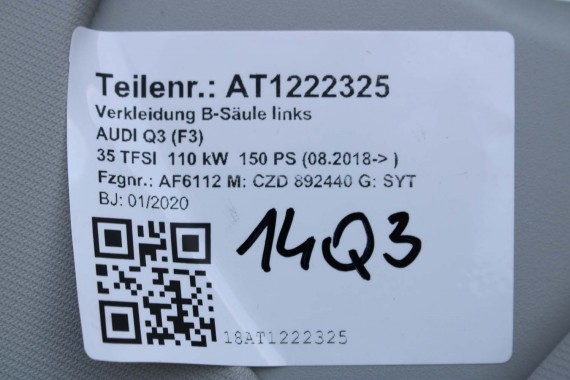 Teilenr.: AT1222325
Verkleidung B-Säule links
AUDI Q3 (F3)
35 TFSI 110 kW 150 PS (08.2018-> )
Fzgnr.: AF6112 M: CZD 892440 G: SYT
BJ: 01/2020
14Q3
18AT1222325